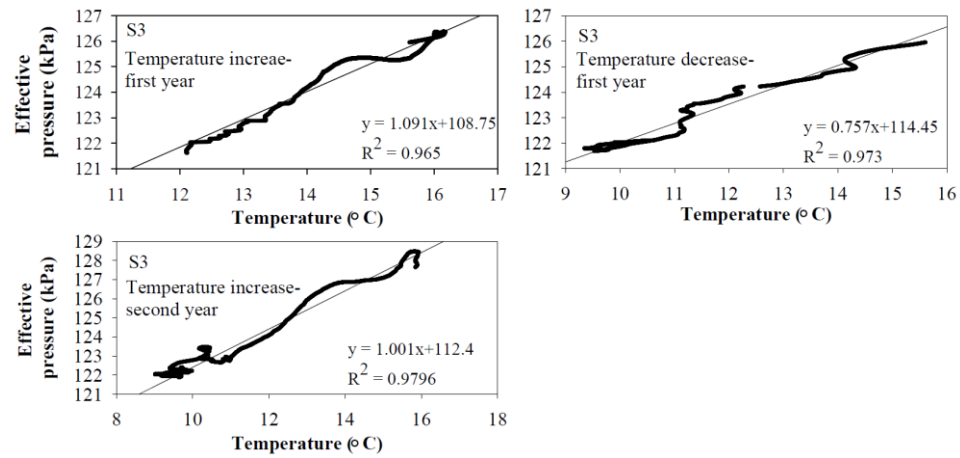 127
126
125
124
123
122
121
Effective
pressure (kPa)
S3
Temperature increae-
first year
y = 1.091x+108.75
R² = 0.965
11 12 13 14 15 16 17
Temperature (° C)
127
126
125
124
123
122
121
Effective
pressure (kPa)
S3
Temperature decrease-
first year
y = 0.757x+114.45
R² = 0.973
9 10 11 12 13 14 15 16
Temperature (° C)
129
128
127
126
125
124
123
122
121
Effective
pressure (kPa)
S3
Temperature increase-
second year
y = 1.001x+112.4
R² = 0.9796
8 10 12 14 16 18
Temperature (° C)